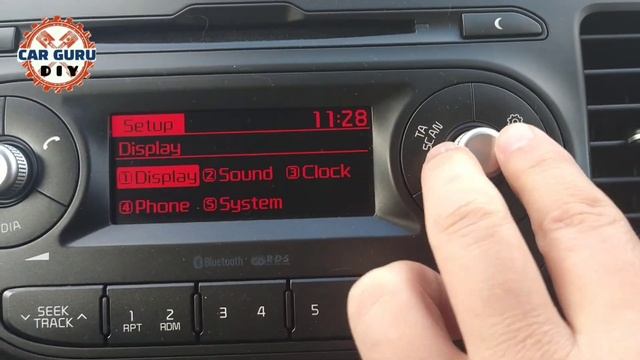 CAR GURU
DIY
Setup 11:28
Display
①Display ②Sound ③Clock
④Phone ⑤System
TA
SCAN
DIA
Bluetooth RDS
SEEK
TRACK
1
RPT
2
RDM
3
4
5